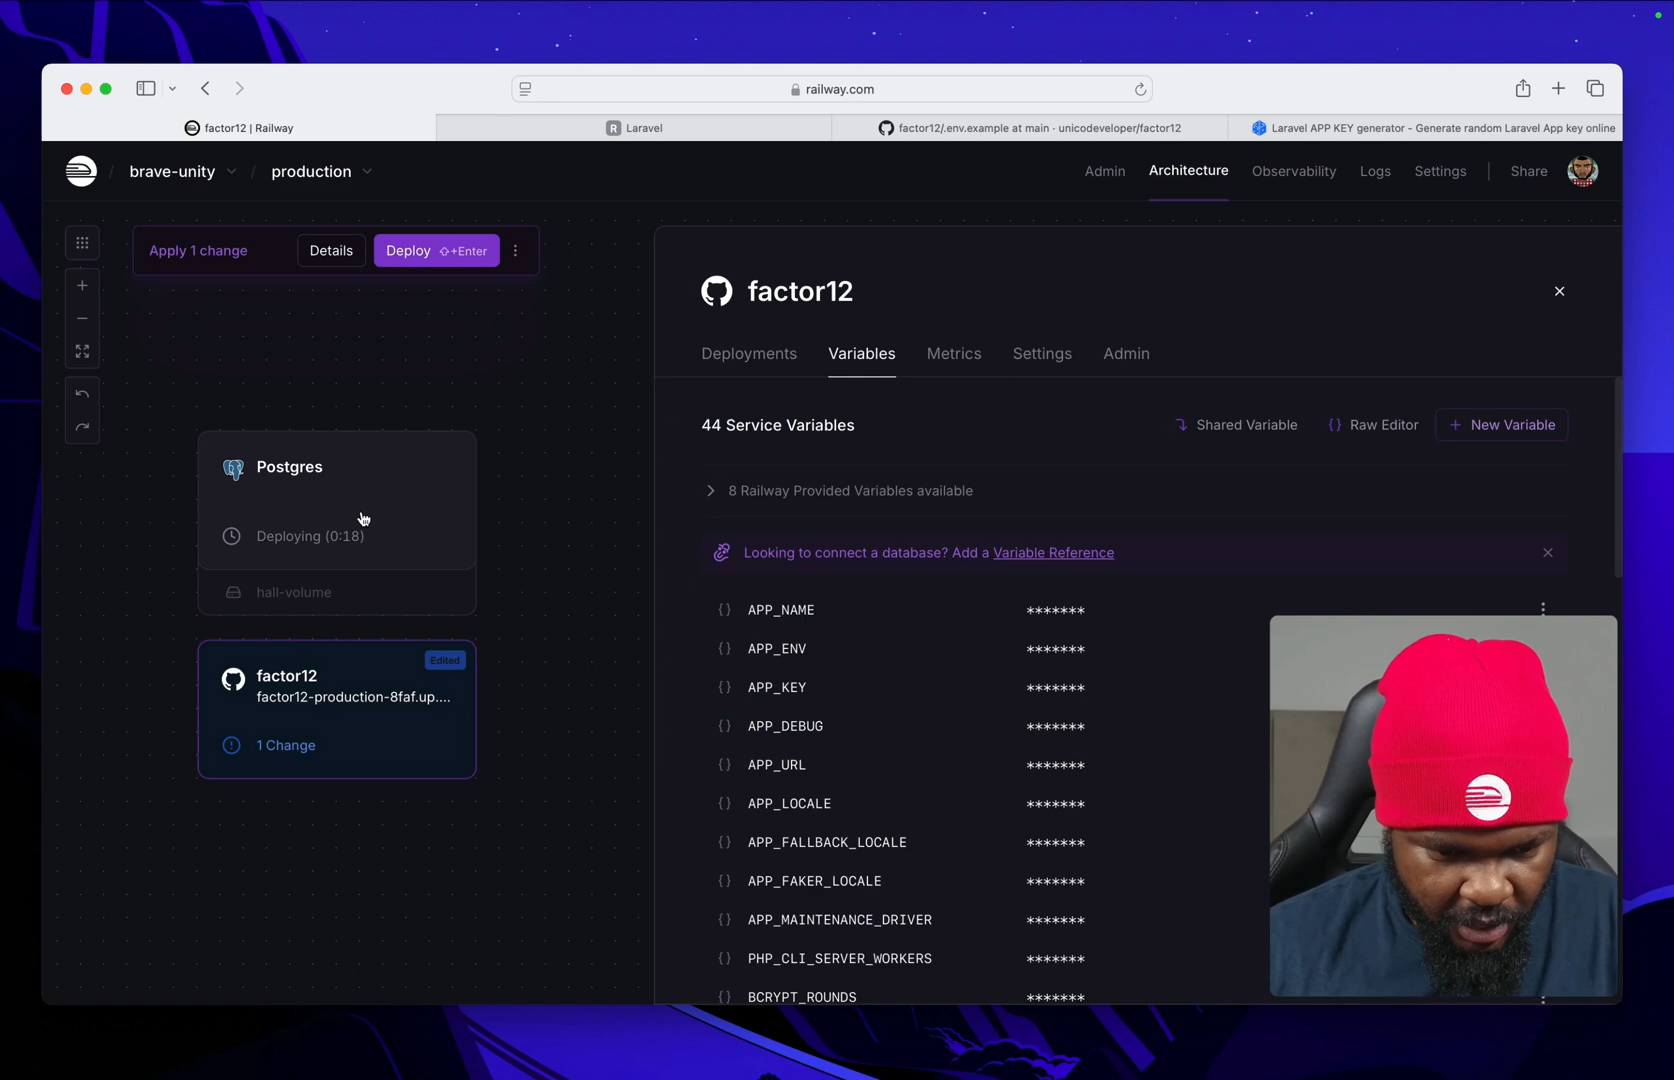 railway.com
factor12 | Railway
R Laravel
factor12/.env.example at main · unicodeveloper/factor12
Laravel APP KEY generator - Generate random Laravel App key online
/ brave-unity / production
Admin Architecture Observability Logs Settings | Share
Apply 1 change Details Deploy ⇧+Enter
factor12
Deployments Variables Metrics Settings Admin
44 Service Variables
{} Shared Variable
{} Raw Editor
+ New Variable
8 Railway Provided Variables available
Looking to connect a database? Add a Variable Reference
Postgres
Deploying (0:18)
hall-volume
Edited
factor12
factor12-production-8faf.up....
1 Change
{} APP_NAME *******
{} APP_ENV *******
{} APP_KEY *******
{} APP_DEBUG *******
{} APP_URL *******
{} APP_LOCALE *******
{} APP_FALLBACK_LOCALE *******
{} APP_FAKER_LOCALE *******
{} APP_MAINTENANCE_DRIVER *******
{} PHP_CLI_SERVER_WORKERS *******
{} BCRYPT_ROUNDS *******